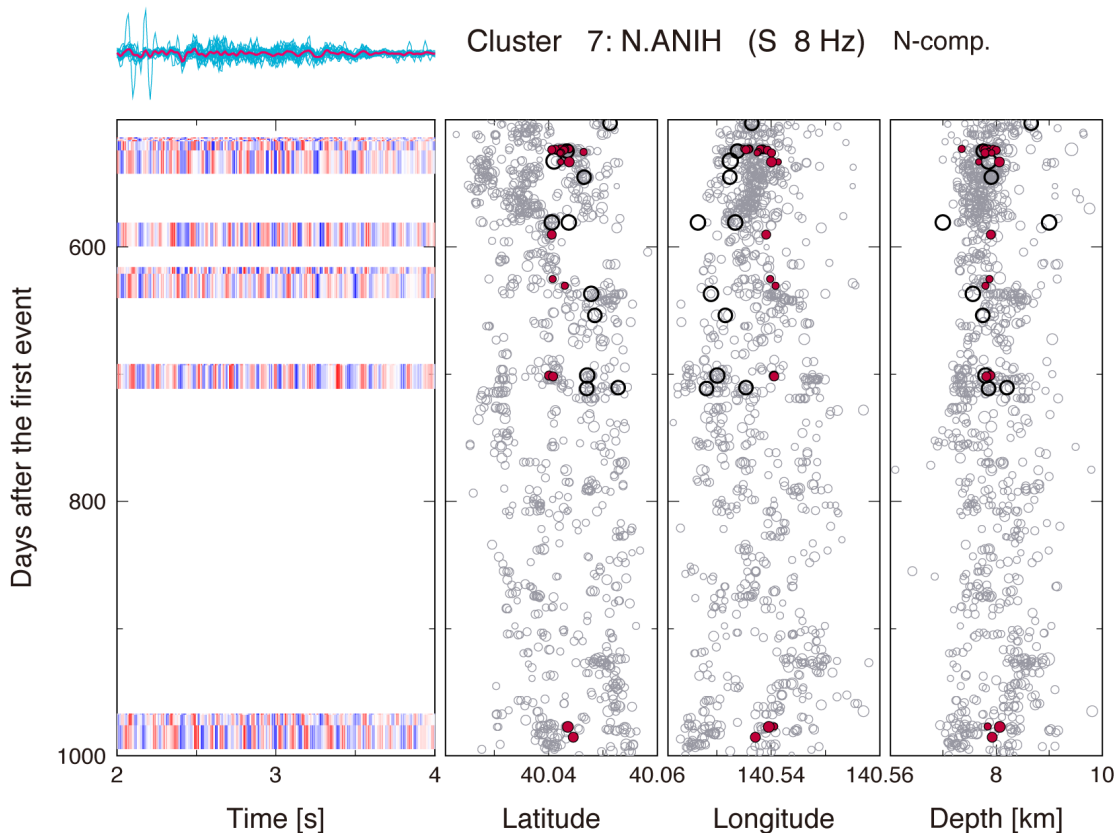 Cluster 7: N.ANIH (S 8 Hz) N-comp.
Days after the first event
600
800
1000
2 3 4
40.04 40.06
140.54 140.56
8 10
Time [s] Latitude Longitude Depth [km]